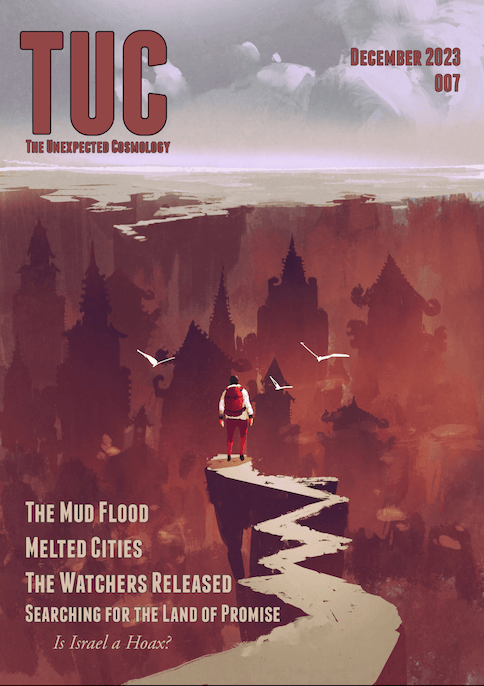 TUC
The Unexpected Cosmology
December 2023
007
The Mud Flood
Melted Cities
The Watchers Released
Searching for the Land of Promise
Is Israel a Hoax?